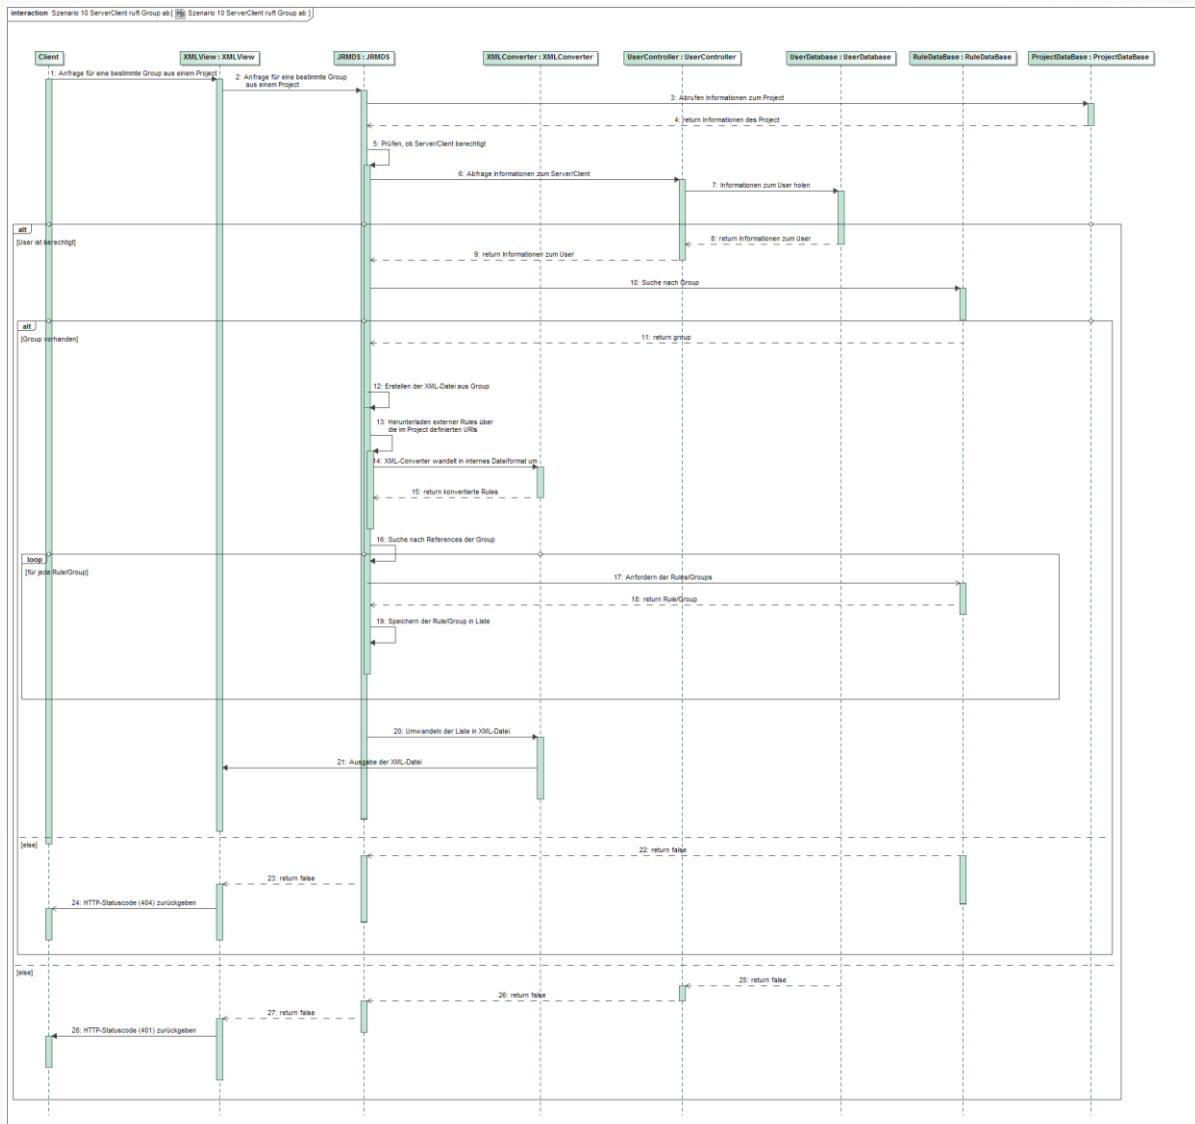 interaction Szenario 10 ServerClient ruft Group ab[ Szenario 10 ServerClient ruft Group ab ]
Client
XMLView : XMLView
JRMDS : JRMDS
XMLConverter : XMLConverter
UserController : UserController
UserDatabase : UserDatabase
RuleDataBase : RuleDataBase
ProjectDataBase : ProjectDataBase
1: Anfrage für eine bestimmte Group aus einem Project
2: Anfrage für eine bestimmte Group
aus einem Project
3: Abrufen Informationen zum Project
4: return Informationen des Project
5: Prüfen, ob Server/Client berechtigt
6: Abfrage Informationen zum Server/Client
7: Informationen zum User holen
alt
[User ist berechtigt]
8: return Informationen zum User
9: return Informationen zum User
10: Suche nach Group
alt
[Group vorhanden]
11: return group
12: Erstellen der XML-Datei aus Group
13: Herunterladen externer Rules über
die im Project definierten URIs
14: XML-Converter wandelt in internes Dateiformat um
15: return konvertierte Rules
16: Suche nach References der Group
loop
[für jede Rule/Group]
17: Anfordern der Rules/Groups
18: return Rule/Group
19: Speichern der Rule/Group in Liste
20: Umwandeln der Liste in XML-Datei
21: Ausgabe der XML-Datei
[else]
22: return false
23: return false
24: HTTP-Statuscode (404) zurückgeben
[else]
25: return false
26: return false
27: return false
28: HTTP-Statuscode (401) zurückgeben